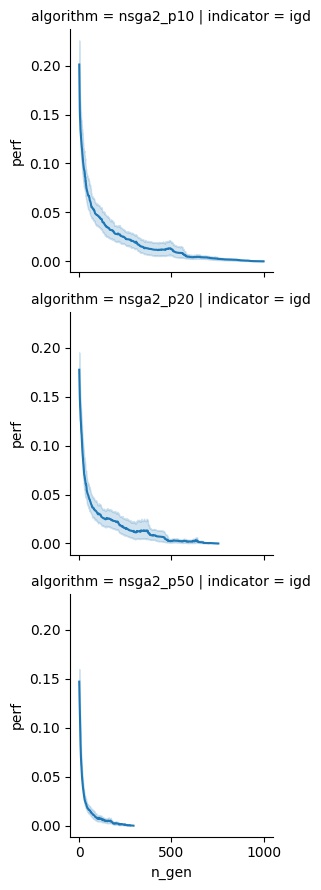 algorithm = nsga2_p10 | indicator = igd
0.20
0.15
perf
0.10
0.05
0.00
algorithm = nsga2_p20 | indicator = igd
0.20
0.15
perf
0.10
0.05
0.00
algorithm = nsga2_p50 | indicator = igd
0.20
0.15
perf
0.10
0.05
0.00
0 500 1000
n_gen